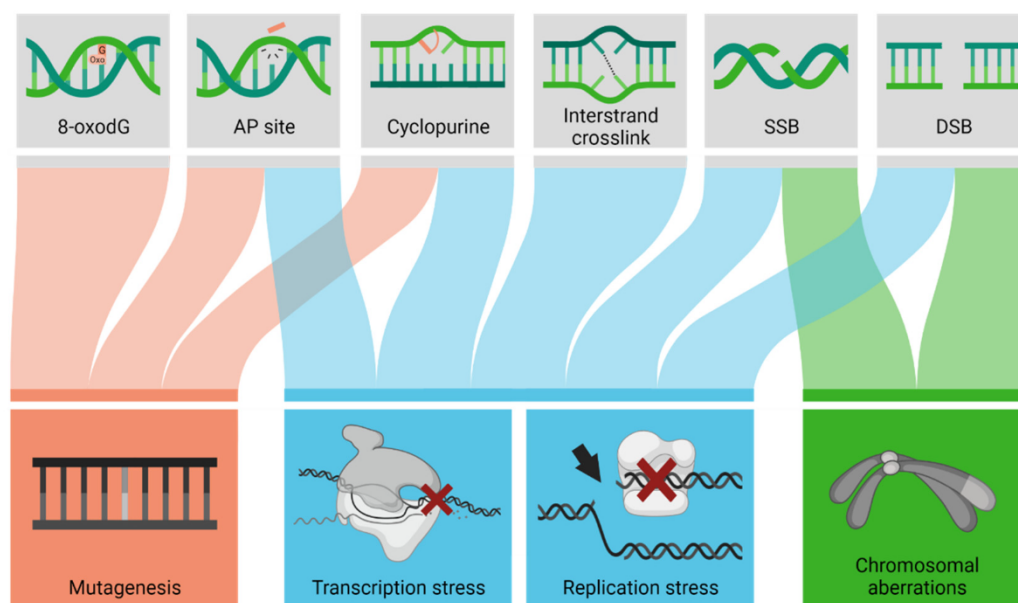 G
Oxo
8-oxodG
AP site
Cyclopurine
Interstrand
crosslink
SSB
DSB
Mutagenesis
Transcription stress
Replication stress
Chromosomal
aberrations